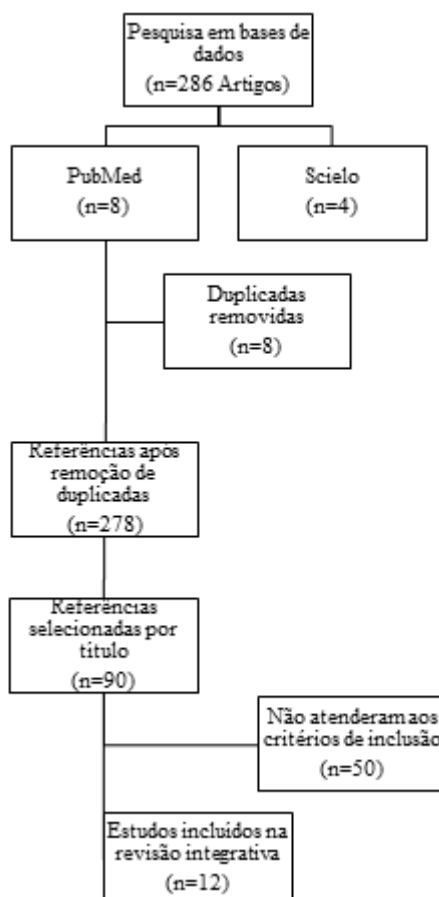 Pesquisa em bases de
dados
(n=286 Artigos)
PubMed
(n=8)
Scielo
(n=4)
Duplicadas
removidas
(n=8)
Referências após
remoção de
duplicadas
(n=278)
Referências
selecionadas por
título
(n=90)
Não atenderam aos
critérios de inclusão
(n=50)
Estudos incluídos na
revisão integrativa
(n=12)